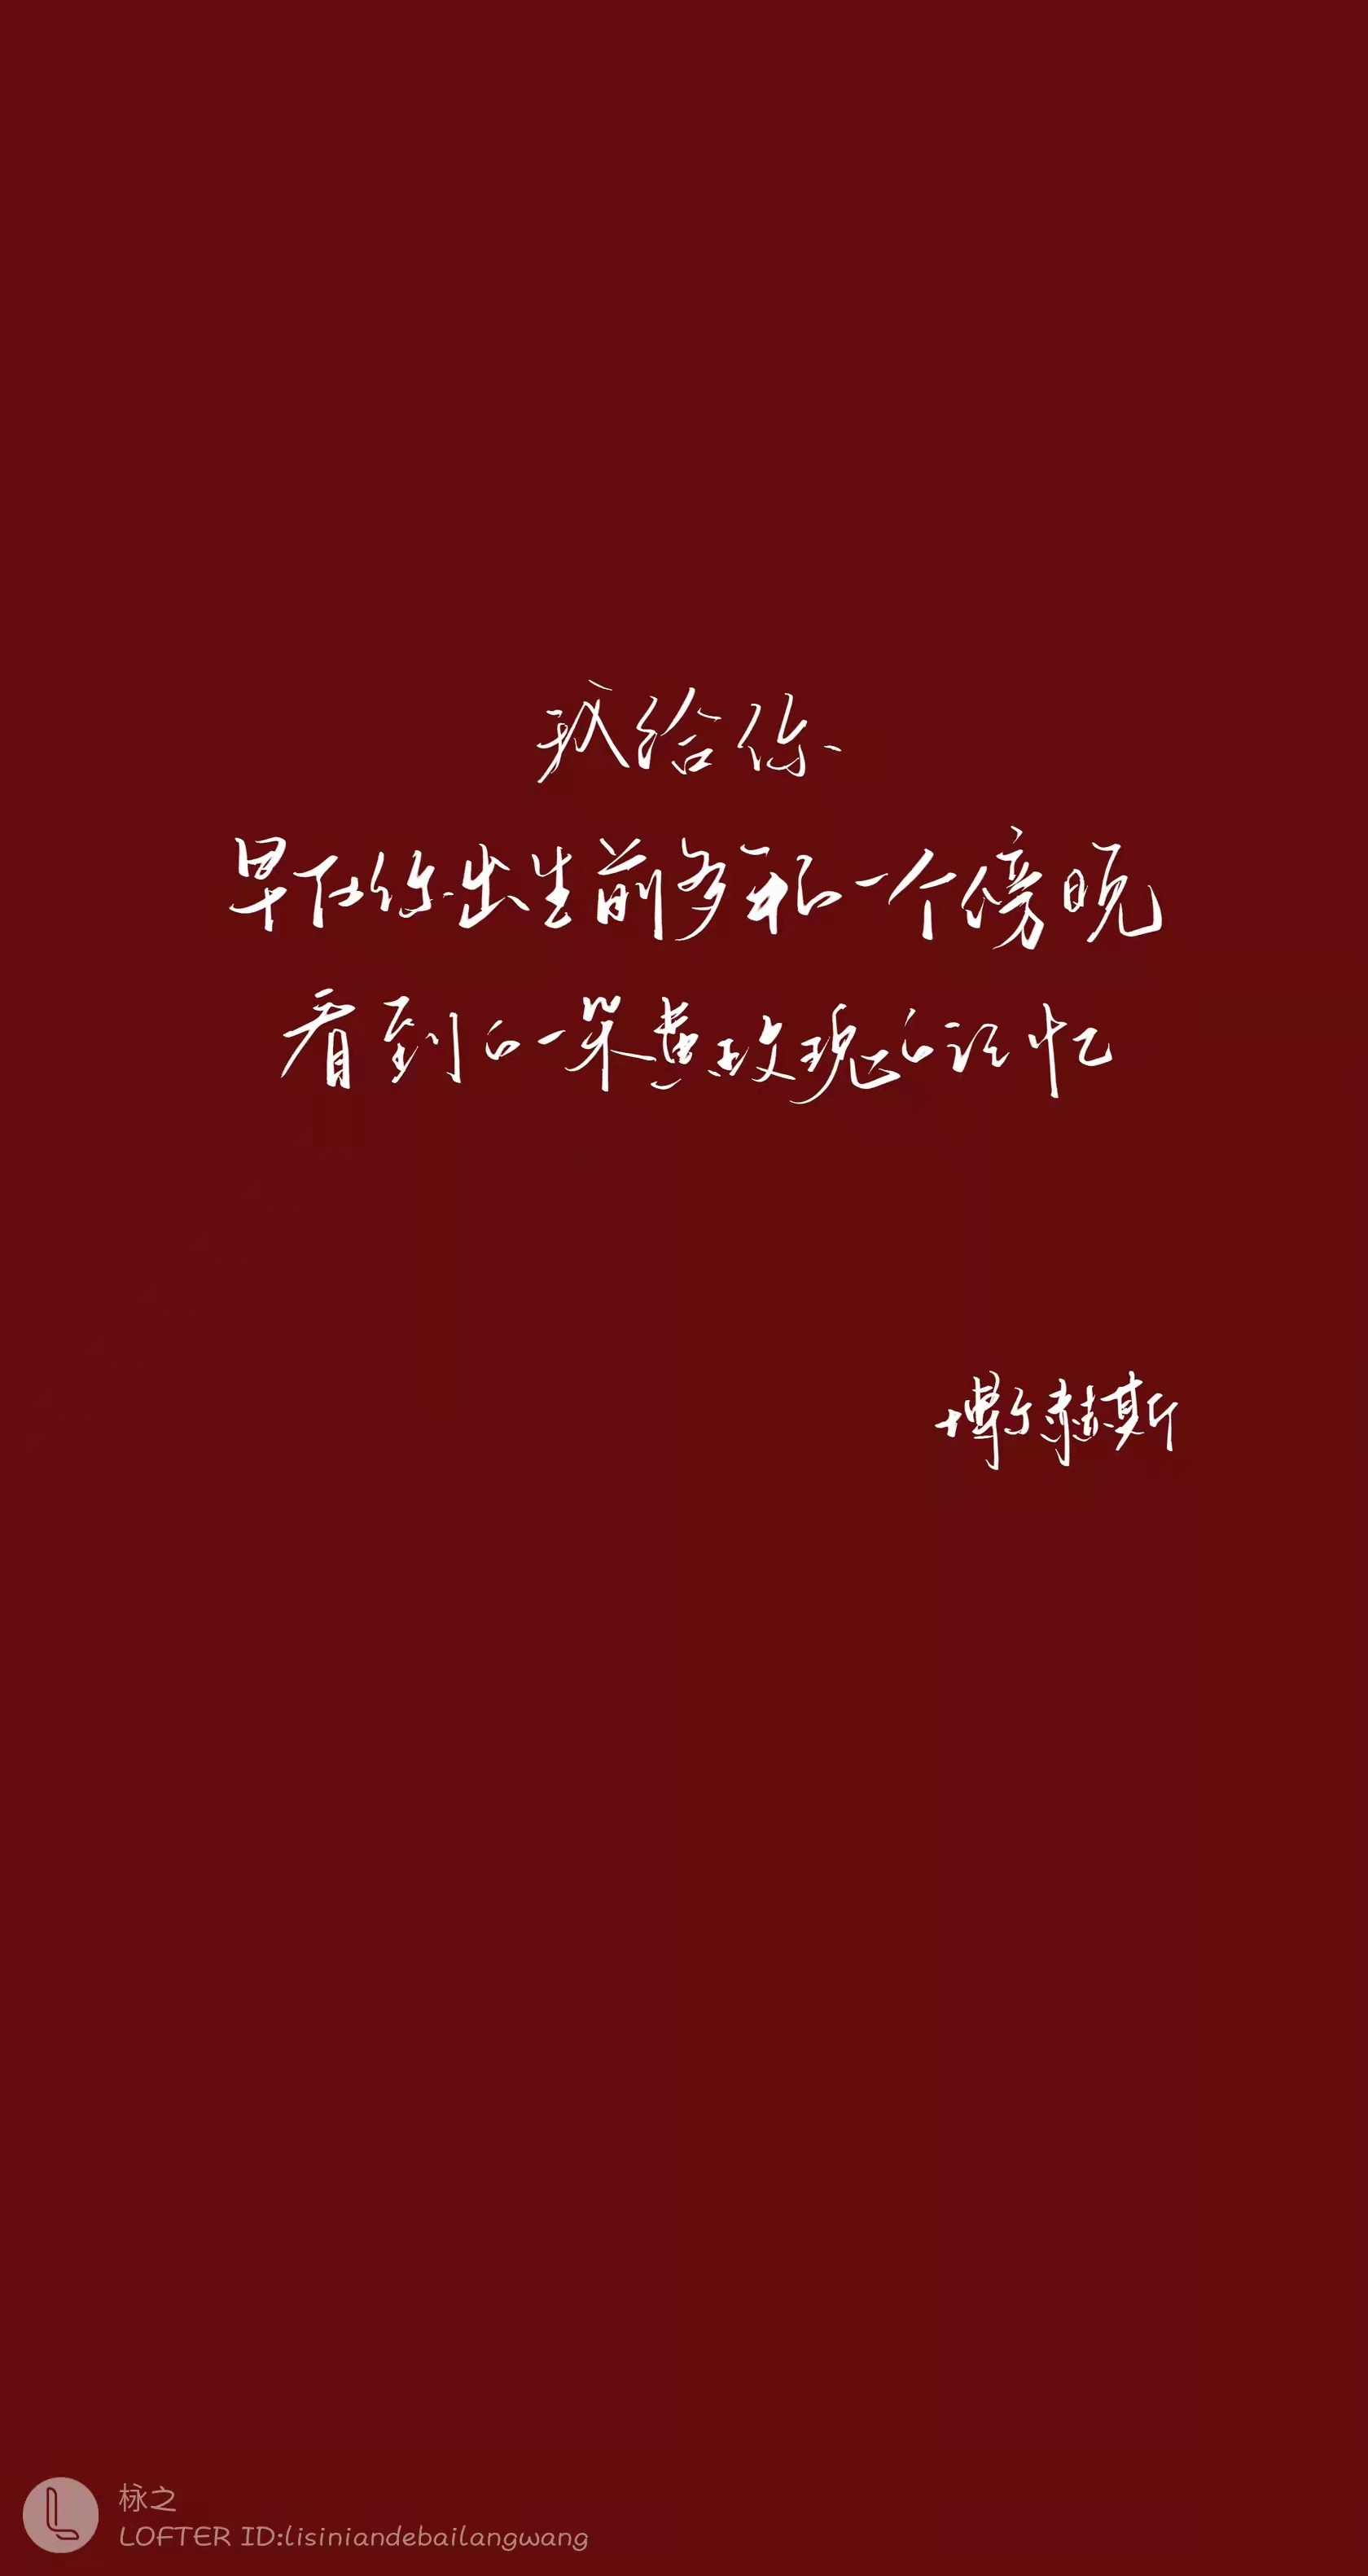 我给你
早在你出生前多年的一个傍晚
看到的一朵黄玫瑰的记忆
博尔赫斯
栐之
LOFTER ID:lisiniandebailangwang